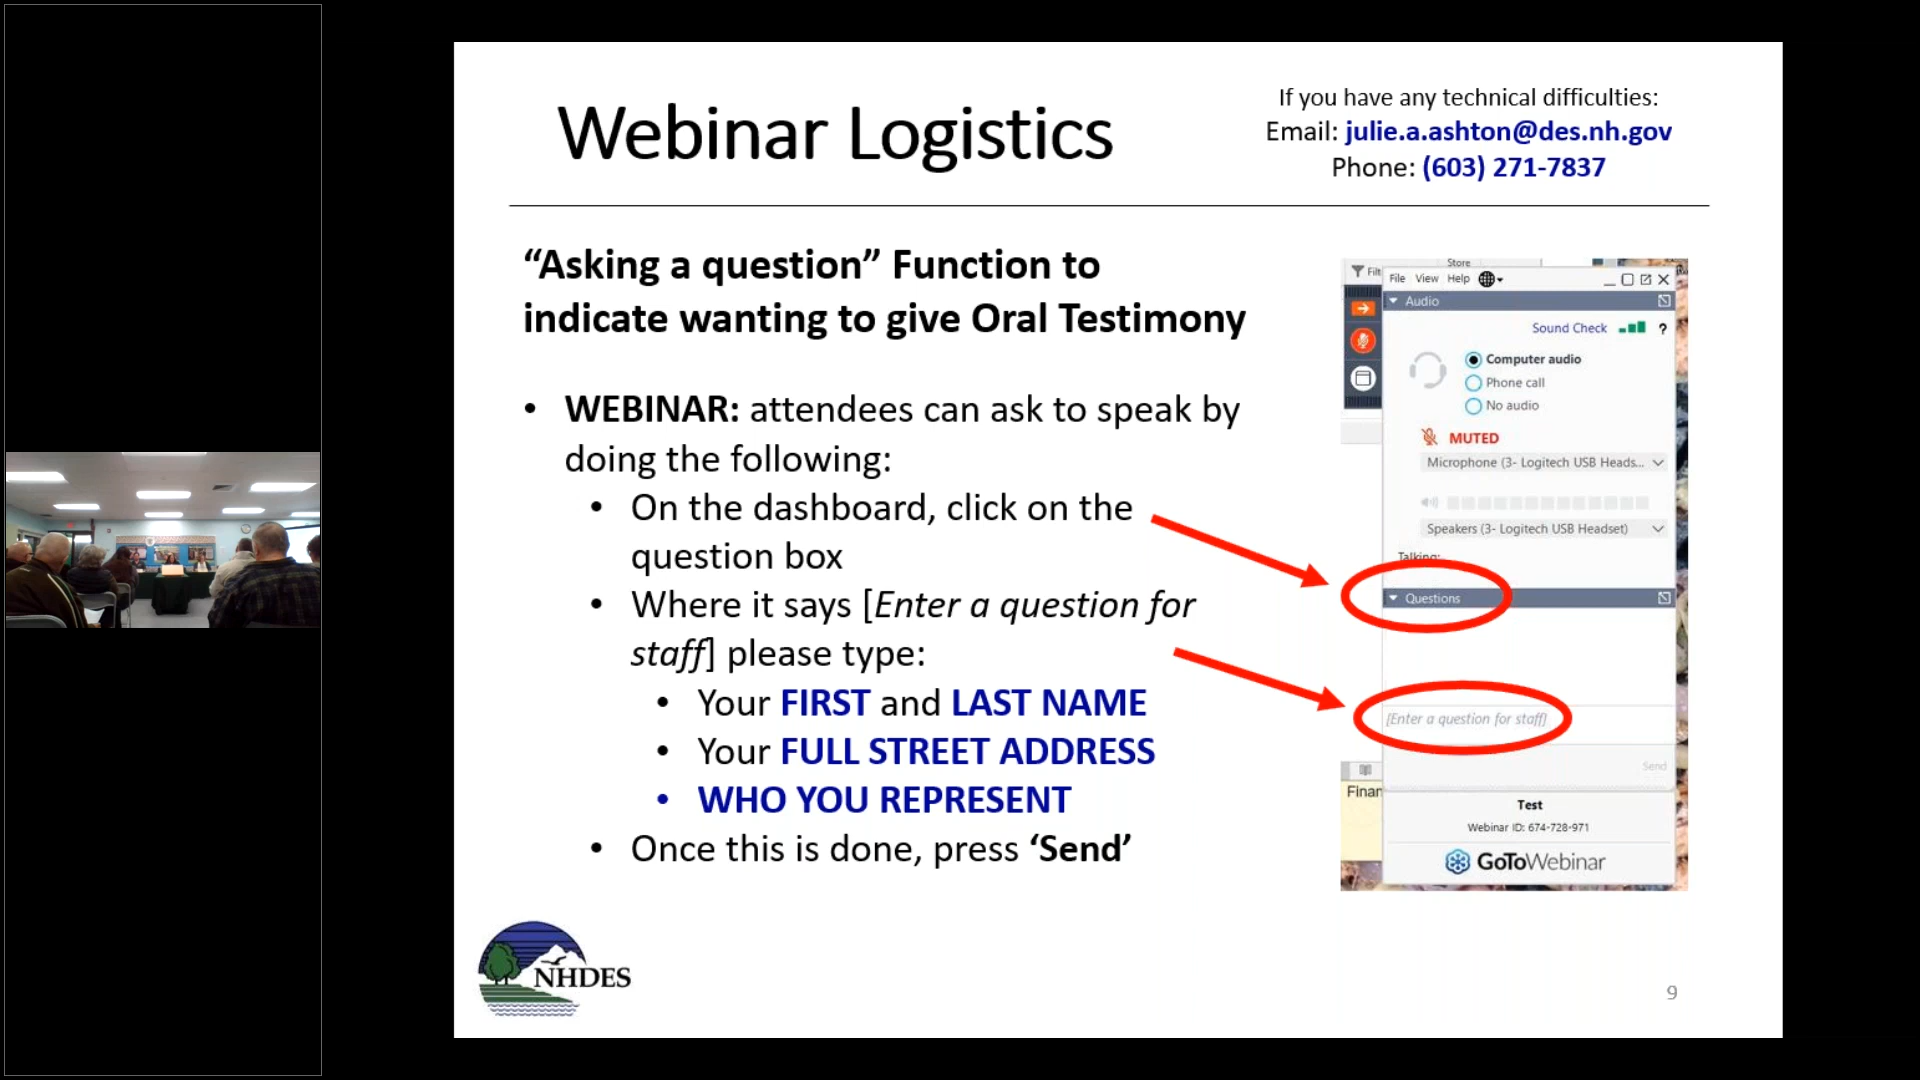 Webinar Logistics
If you have any technical difficulties:
Email: julie.a.ashton@des.nh.gov
Phone: (603) 271-7837
“Asking a question” Function to
indicate wanting to give Oral Testimony
• WEBINAR: attendees can ask to speak by
doing the following:
• On the dashboard, click on the
question box
• Where it says [Enter a question for
staff] please type:
• Your FIRST and LAST NAME
• Your FULL STREET ADDRESS
• WHO YOU REPRESENT
• Once this is done, press ‘Send’
Store
Filt
File View Help
Audio
Sound Check ?
Computer audio
Phone call
No audio
MUTED
Microphone (3- Logitech USB Heads...
Speakers (3- Logitech USB Headset)
Talking:
Questions
[Enter a question for staff]
Send
Finan
Test
Webinar ID: 674-728-971
GoToWebinar
NHDES
9